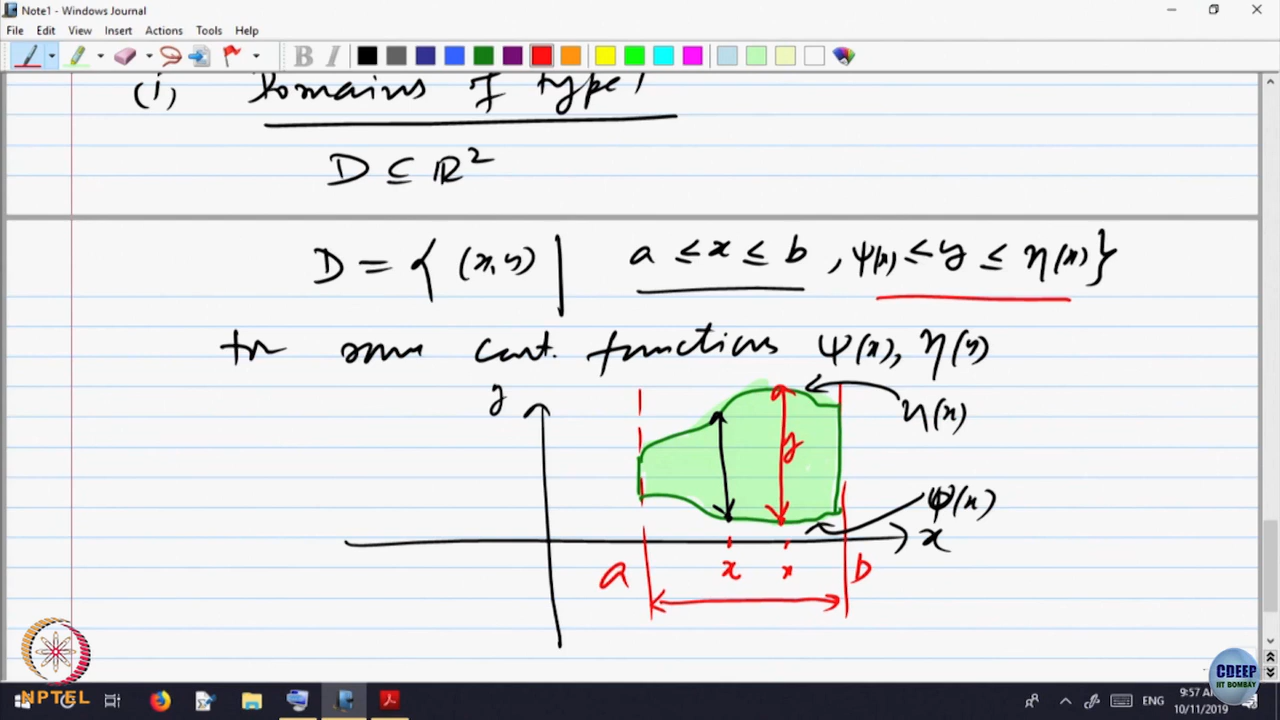 Note1 - Windows Journal
File Edit View Insert Actions Tools Help
B I
(i) Domains of type 1
D ⊆ ℝ²
D = { (x,y) | a ≤ x ≤ b , ψ(x) ≤ y ≤ η(x)}
for some cont. functions ψ(x), η(y)
y
η(x)
y
ψ(x)
x
a x x b
NPTEL
CDEEP
IIT BOMBAY
ENG
9:57 A
10/11/2019